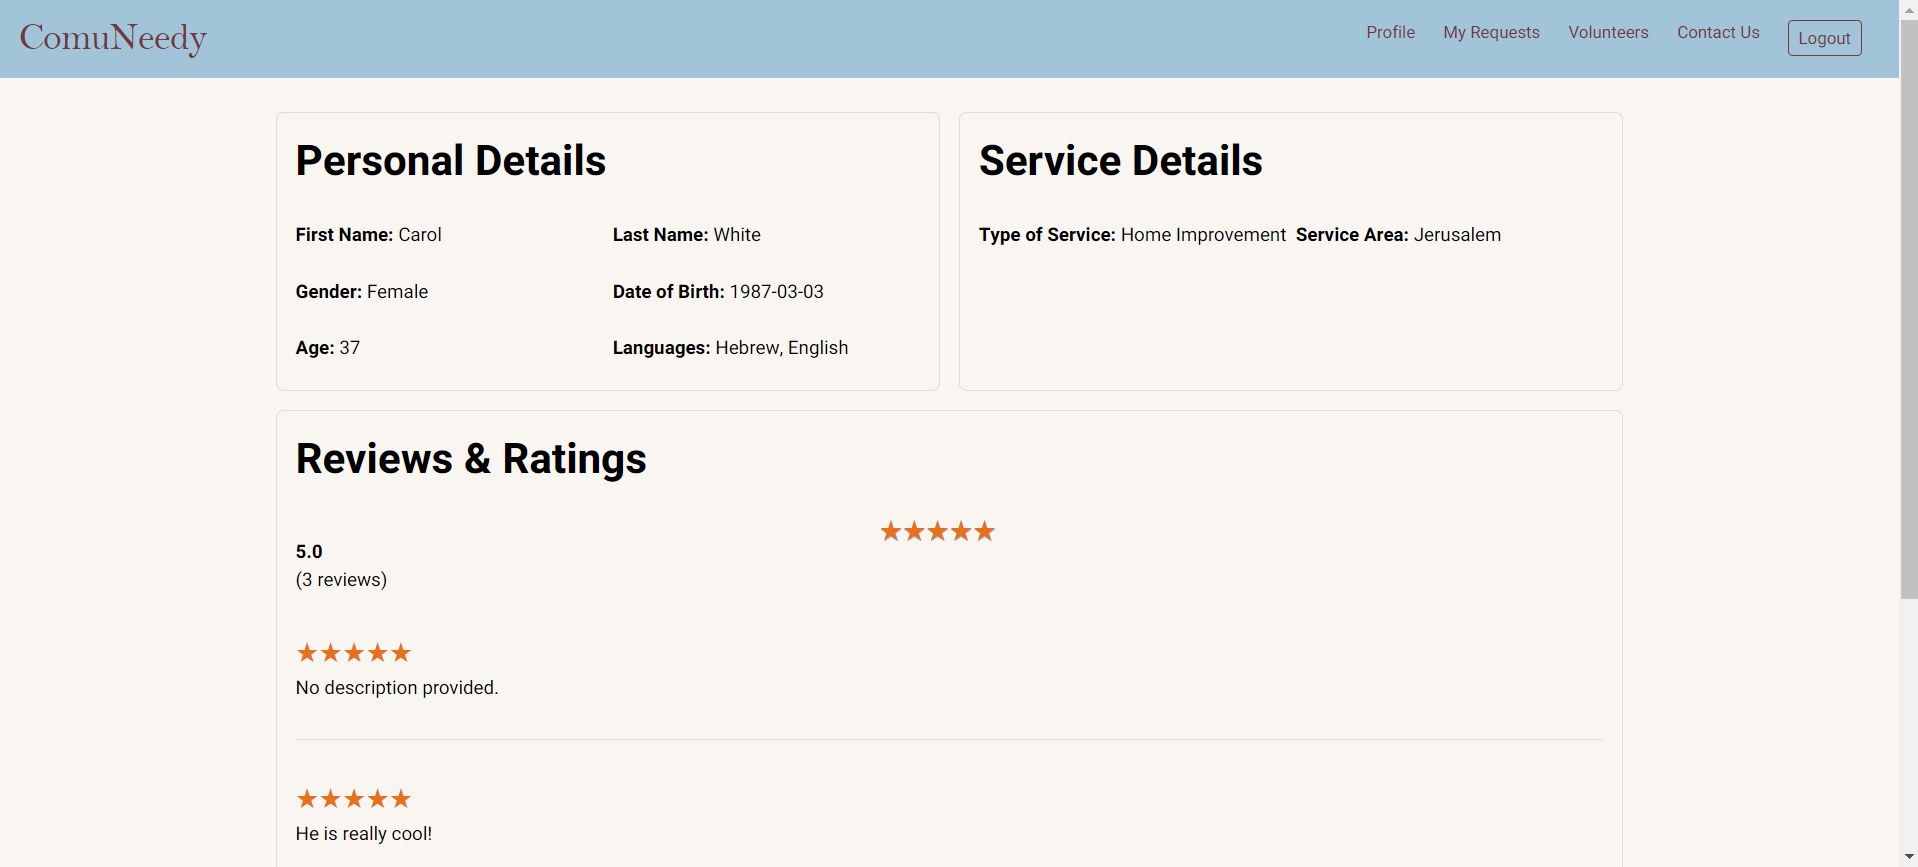 ComuNeedy
Profile My Requests Volunteers Contact Us Logout
Personal Details
First Name: Carol Last Name: White
Gender: Female Date of Birth: 1987-03-03
Age: 37 Languages: Hebrew, English
Service Details
Type of Service: Home Improvement Service Area: Jerusalem
Reviews & Ratings
★★★★★
5.0
(3 reviews)
★★★★★
No description provided.
★★★★★
He is really cool!